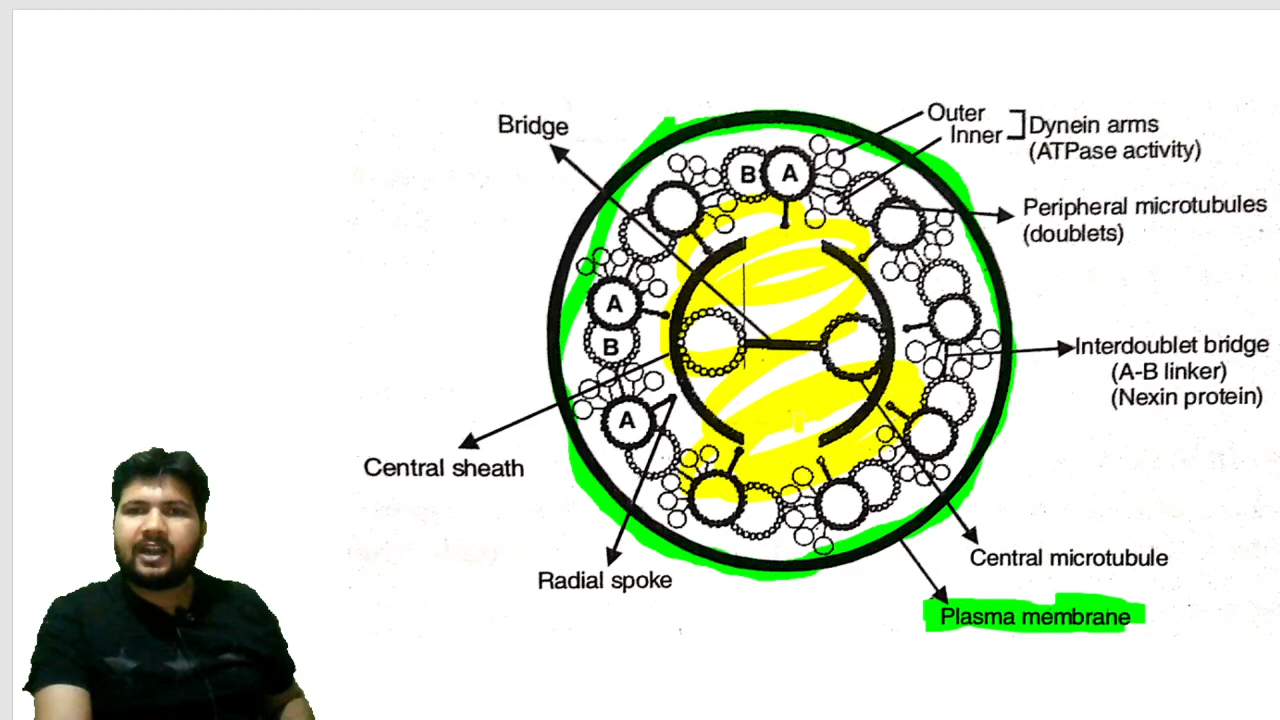 Bridge
Outer
Inner
Dynein arms
(ATPase activity)
B
A
Peripheral microtubules
(doublets)
A
B
Interdoublet bridge
(A-B linker)
(Nexin protein)
A
Central sheath
Radial spoke
Central microtubule
Plasma membrane